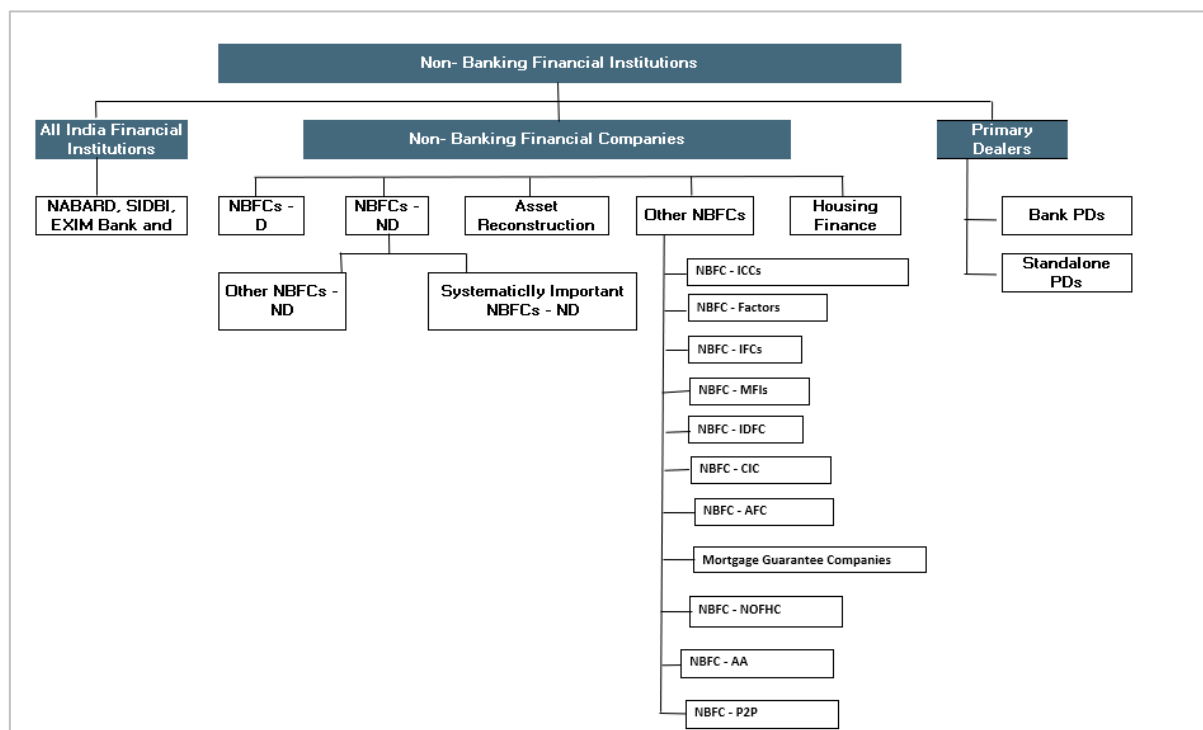 Non- Banking Financial Institutions
All India Financial
Institutions
Non- Banking Financial Companies
Primary
Dealers
NABARD, SIDBI,
EXIM Bank and
NBFCs -
D
NBFCs -
ND
Asset
Reconstruction
Other NBFCs
Housing
Finance
Bank PDs
Standalone
PDs
Other NBFCs -
ND
Systematiclly Important
NBFCs - ND
NBFC - ICCs
NBFC - Factors
NBFC - IFCs
NBFC - MFIs
NBFC - IDFC
NBFC - CIC
NBFC - AFC
Mortgage Guarantee Companies
NBFC - NOFHC
NBFC - AA
NBFC - P2P